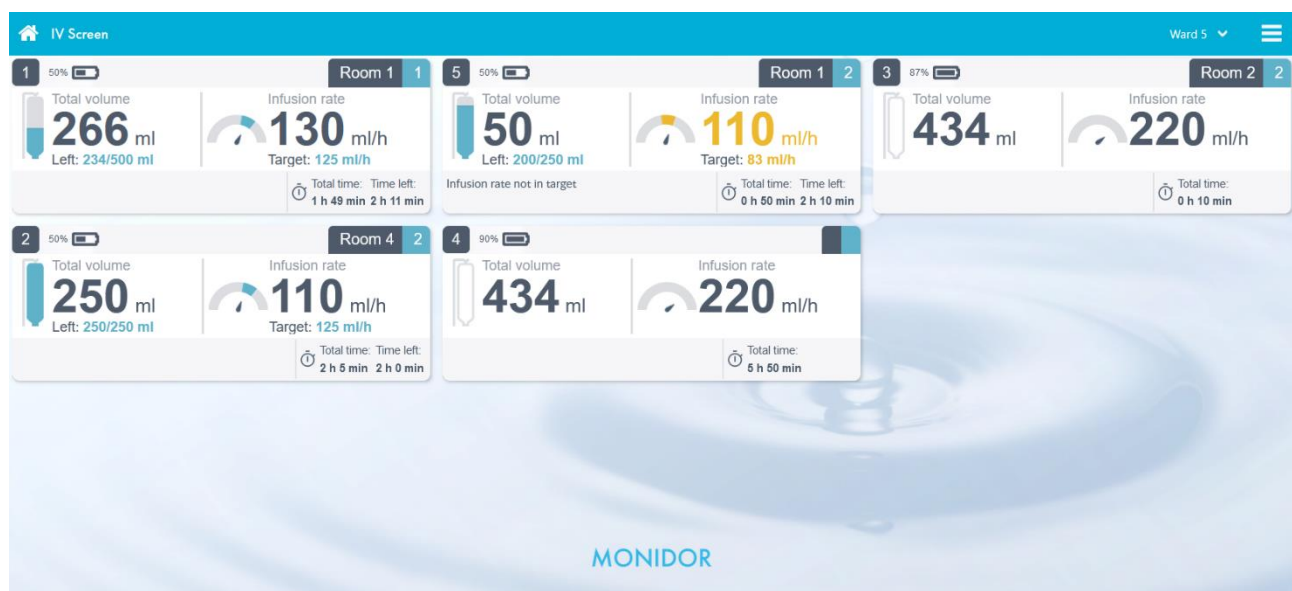 IV Screen
Ward 5
1 50% Room 1 1
Total volume Infusion rate
266 ml 130 ml/h
Left: 234/500 ml Target: 125 ml/h
Total time: Time left:
1 h 49 min 2 h 11 min
5 50% Room 1 2
Total volume Infusion rate
50 ml 110 ml/h
Left: 200/250 ml Target: 83 ml/h
Infusion rate not in target
Total time: Time left:
0 h 50 min 2 h 10 min
3 87% Room 2 2
Total volume Infusion rate
434 ml 220 ml/h
Total time:
0 h 10 min
2 50% Room 4 2
Total volume Infusion rate
250 ml 110 ml/h
Left: 250/250 ml Target: 125 ml/h
Total time: Time left:
2 h 5 min 2 h 0 min
4 90%
Total volume Infusion rate
434 ml 220 ml/h
Total time:
5 h 50 min
MONIDOR